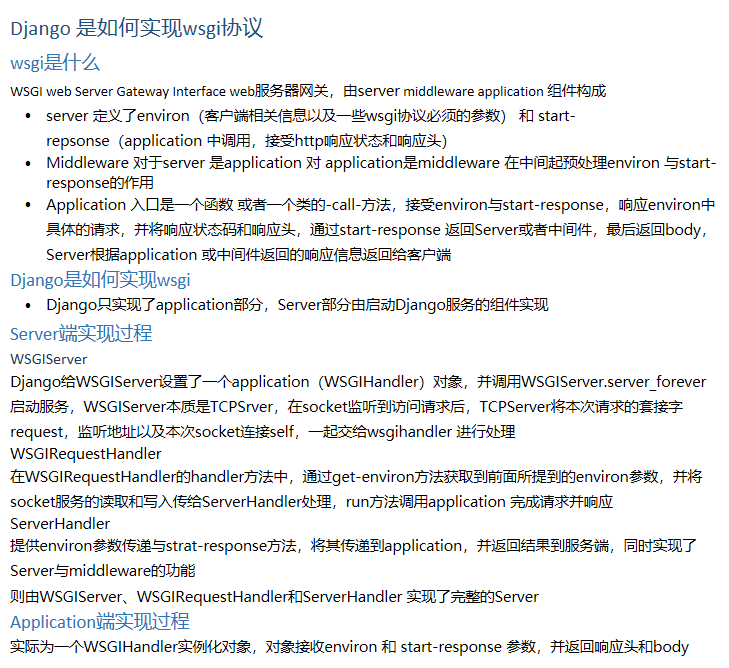 Django 是如何实现wsgi协议
wsgi是什么
WSGI web Server Gateway Interface web服务器网关，由server middleware application 组件构成
• server 定义了environ（客户端相关信息以及一些wsgi协议必须的参数） 和 start-
repsonse（application 中调用，接受http响应状态和响应头）
• Middleware 对于server 是application 对 application是middleware 在中间起预处理environ 与start-
response的作用
• Application 入口是一个函数 或者一个类的-call-方法，接受environ与start-response，响应environ中
具体的请求，并将响应状态码和响应头，通过start-response 返回Server或者中间件，最后返回body，
Server根据application 或中间件返回的响应信息返回给客户端
Django是如何实现wsgi
• Django只实现了application部分，Server部分由启动Django服务的组件实现
Server端实现过程
WSGIServer
Django给WSGIServer设置了一个application（WSGIHandler）对象，并调用WSGIServer.server_forever
启动服务，WSGIServer本质是TCPSrver，在socket监听到访问请求后，TCPServer将本次请求的套接字
request，监听地址以及本次socket连接self，一起交给wsgihandler 进行处理
WSGIRequestHandler
在WSGIRequestHandler的handler方法中，通过get-environ方法获取到前面所提到的environ参数，并将
socket服务的读取和写入传给ServerHandler处理，run方法调用application 完成请求并响应
ServerHandler
提供environ参数传递与strat-response方法，将其传递到application，并返回结果到服务端，同时实现了
Server与middleware的功能
则由WSGIServer、WSGIRequestHandler和ServerHandler 实现了完整的Server
Application端实现过程
实际为一个WSGIHandler实例化对象，对象接收environ 和 start-response 参数，并返回响应头和body